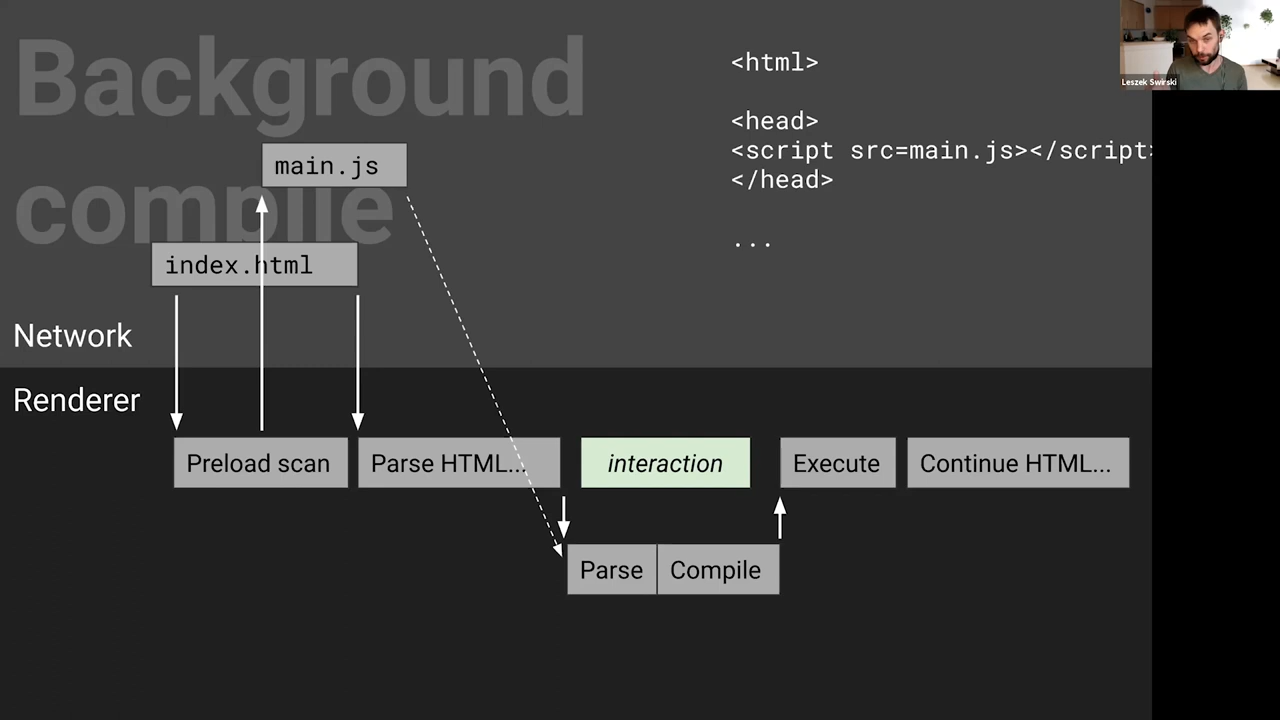 Background
compile
main.js
index.html
Network
Renderer
<html>
<head>
<script src=main.js></script>
</head>
...
Leszek Swirski
Preload scan
Parse HTML...
interaction
Execute
Continue HTML...
Parse
Compile